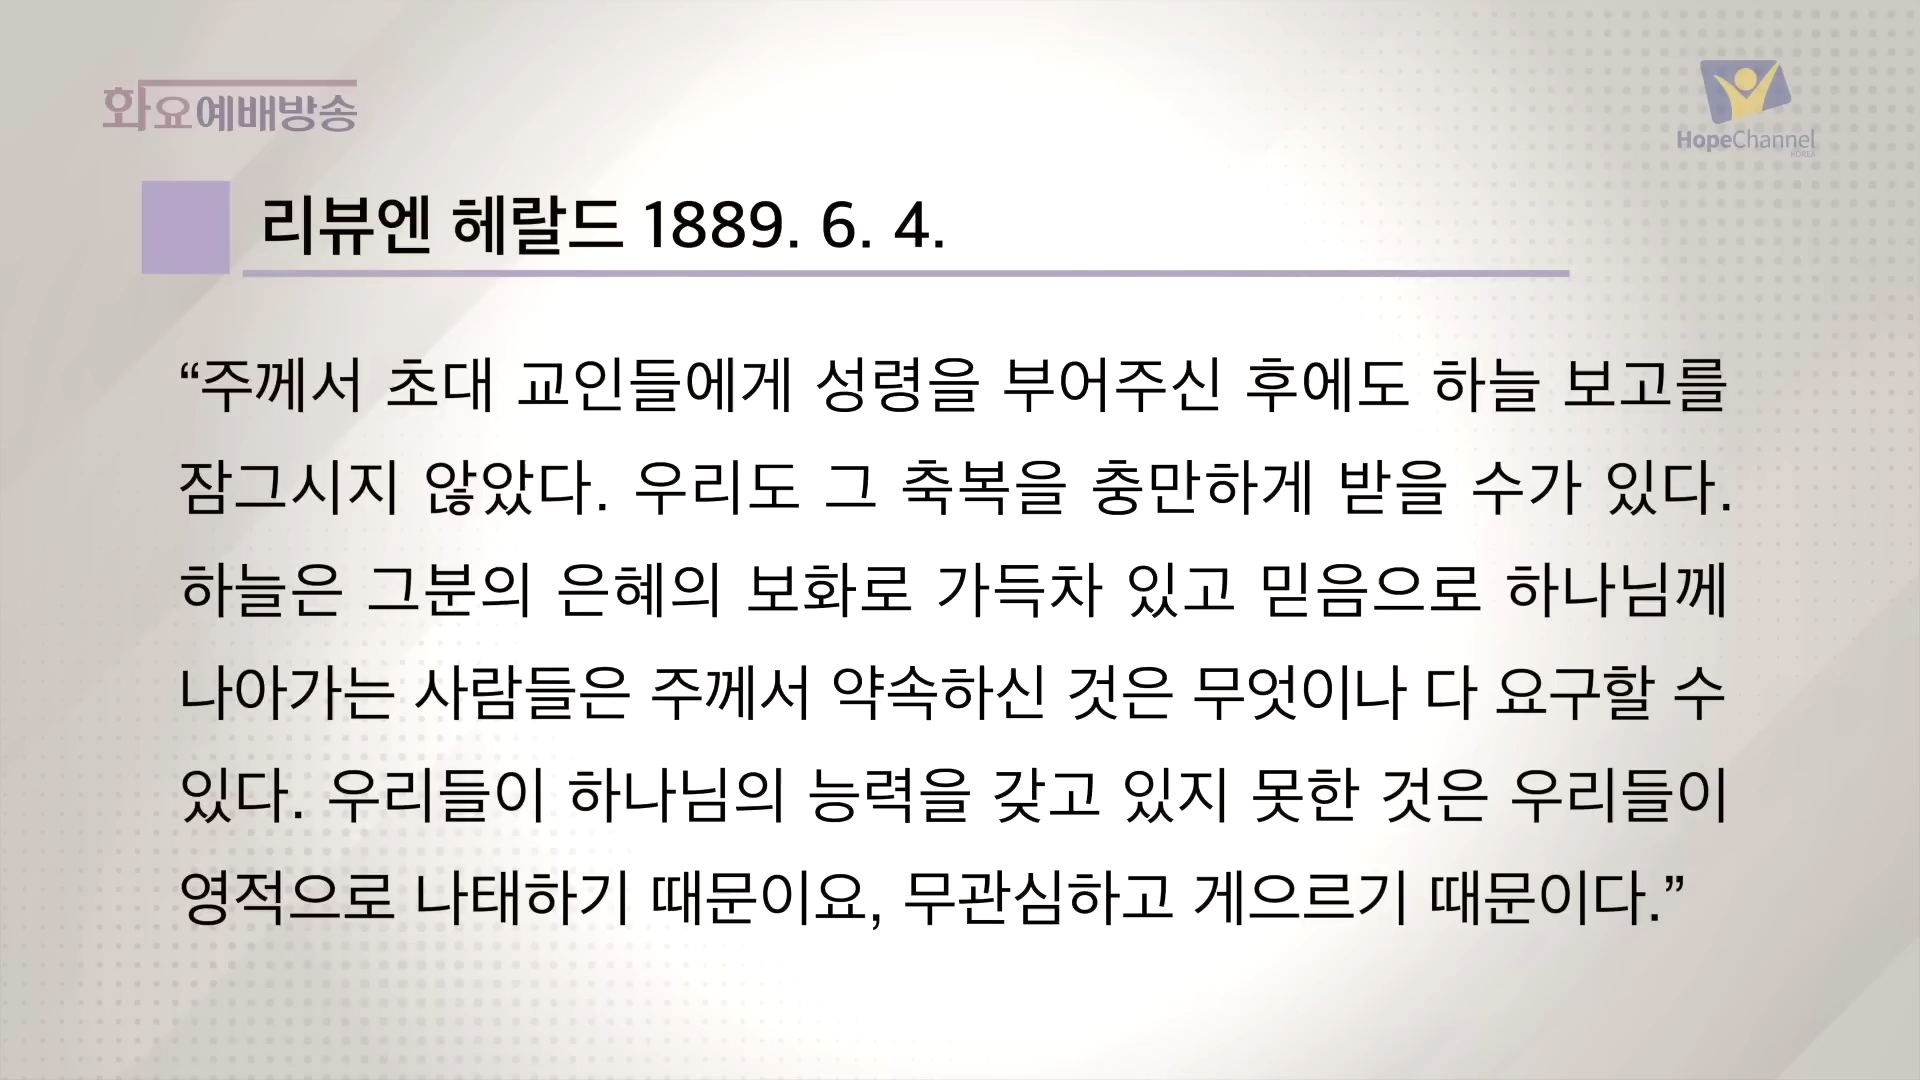 화요예배방송
HopeChannel
KOREA
리뷰엔 헤랄드 1889. 6. 4.
“주께서 초대 교인들에게 성령을 부어주신 후에도 하늘 보고를
잠그시지 않았다. 우리도 그 축복을 충만하게 받을 수가 있다.
하늘은 그분의 은혜의 보화로 가득차 있고 믿음으로 하나님께
나아가는 사람들은 주께서 약속하신 것은 무엇이나 다 요구할 수
있다. 우리들이 하나님의 능력을 갖고 있지 못한 것은 우리들이
영적으로 나태하기 때문이요, 무관심하고 게으르기 때문이다.”